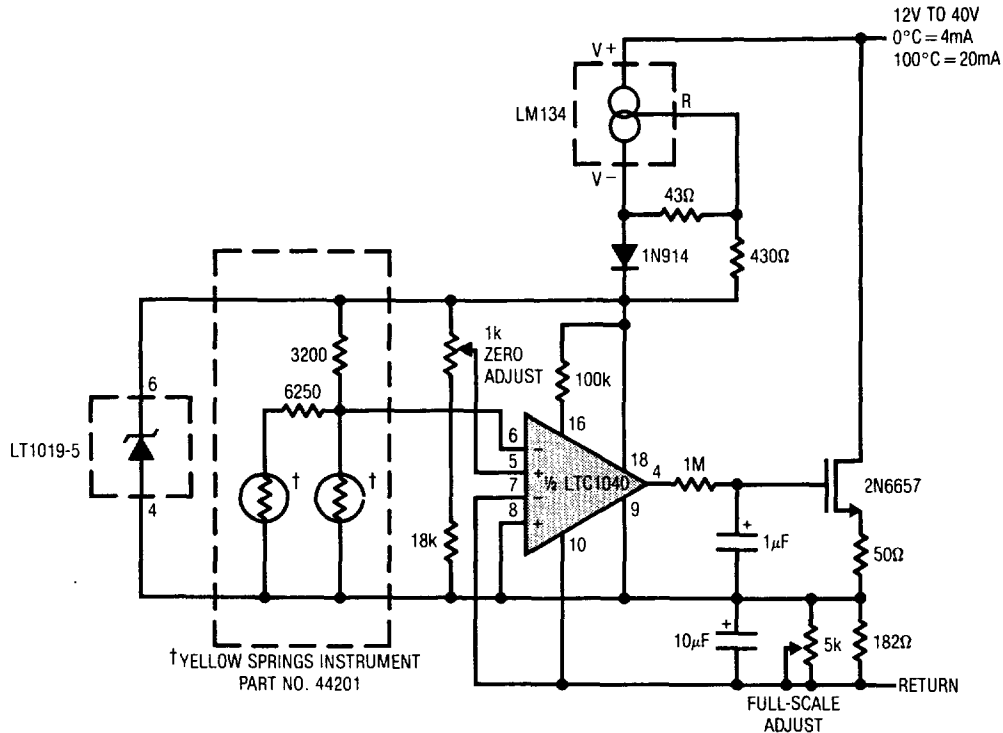 12V TO 40V
0°C = 4mA
100°C = 20mA
V+
R
LM134
V−
43Ω
1N914
430Ω
3200
1k
ZERO
ADJUST
6250
100k
6
16
LT1019-5
†
†
6
−
5
+
7
−
8
+
½ LTC1040
18
4
1M
9
2N6657
4
18k
10
+
1μF
50Ω
+
10μF
5k
182Ω
†YELLOW SPRINGS INSTRUMENT
PART NO. 44201
RETURN
FULL-SCALE
ADJUST